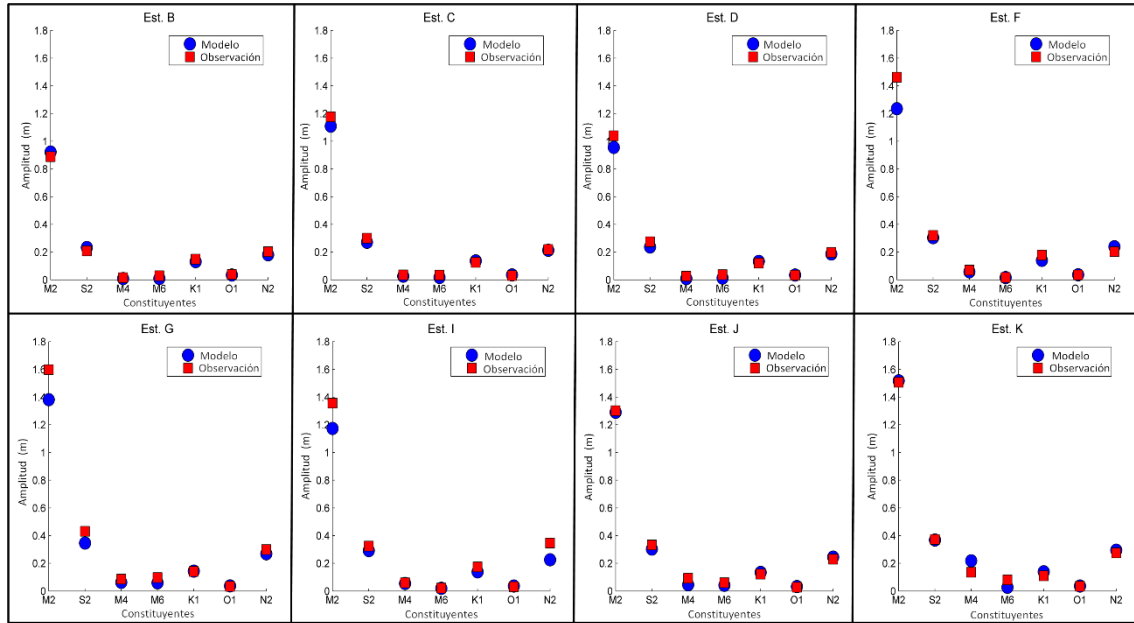 Est. B
1.8
1.6
1.4
1.2
1
0.8
0.6
0.4
0.2
0
Amplitud (m)
Modelo
Observación
M2 S2 M4 M6 K1 O1 N2
Constituyentes
Est. C
1.8
1.6
1.4
1.2
1
0.8
0.6
0.4
0.2
0
Amplitud (m)
Modelo
Observación
M2 S2 M4 M6 K1 O1 N2
Constituyentes
Est. D
1.8
1.6
1.4
1.2
1
0.8
0.6
0.4
0.2
0
Amplitud (m)
Modelo
Observación
M2 S2 M4 M6 K1 O1 N2
Constituyentes
Est. F
1.8
1.6
1.4
1.2
1
0.8
0.6
0.4
0.2
0
Amplitud (m)
Modelo
Observación
M2 S2 M4 M6 K1 O1 N2
Constituyentes
Est. G
1.8
1.6
1.4
1.2
1
0.8
0.6
0.4
0.2
0
Amplitud (m)
Modelo
Observación
M2 S2 M4 M6 K1 O1 N2
Constituyentes
Est. I
1.8
1.6
1.4
1.2
1
0.8
0.6
0.4
0.2
0
Amplitud (m)
Modelo
Observación
M2 S2 M4 M6 K1 O1 N2
Constituyentes
Est. J
1.8
1.6
1.4
1.2
1
0.8
0.6
0.4
0.2
0
Amplitud (m)
Modelo
Observación
M2 S2 M4 M6 K1 O1 N2
Constituyentes
Est. K
1.8
1.6
1.4
1.2
1
0.8
0.6
0.4
0.2
0
Amplitud (m)
Modelo
Observación
M2 S2 M4 M6 K1 O1 N2
Constituyentes